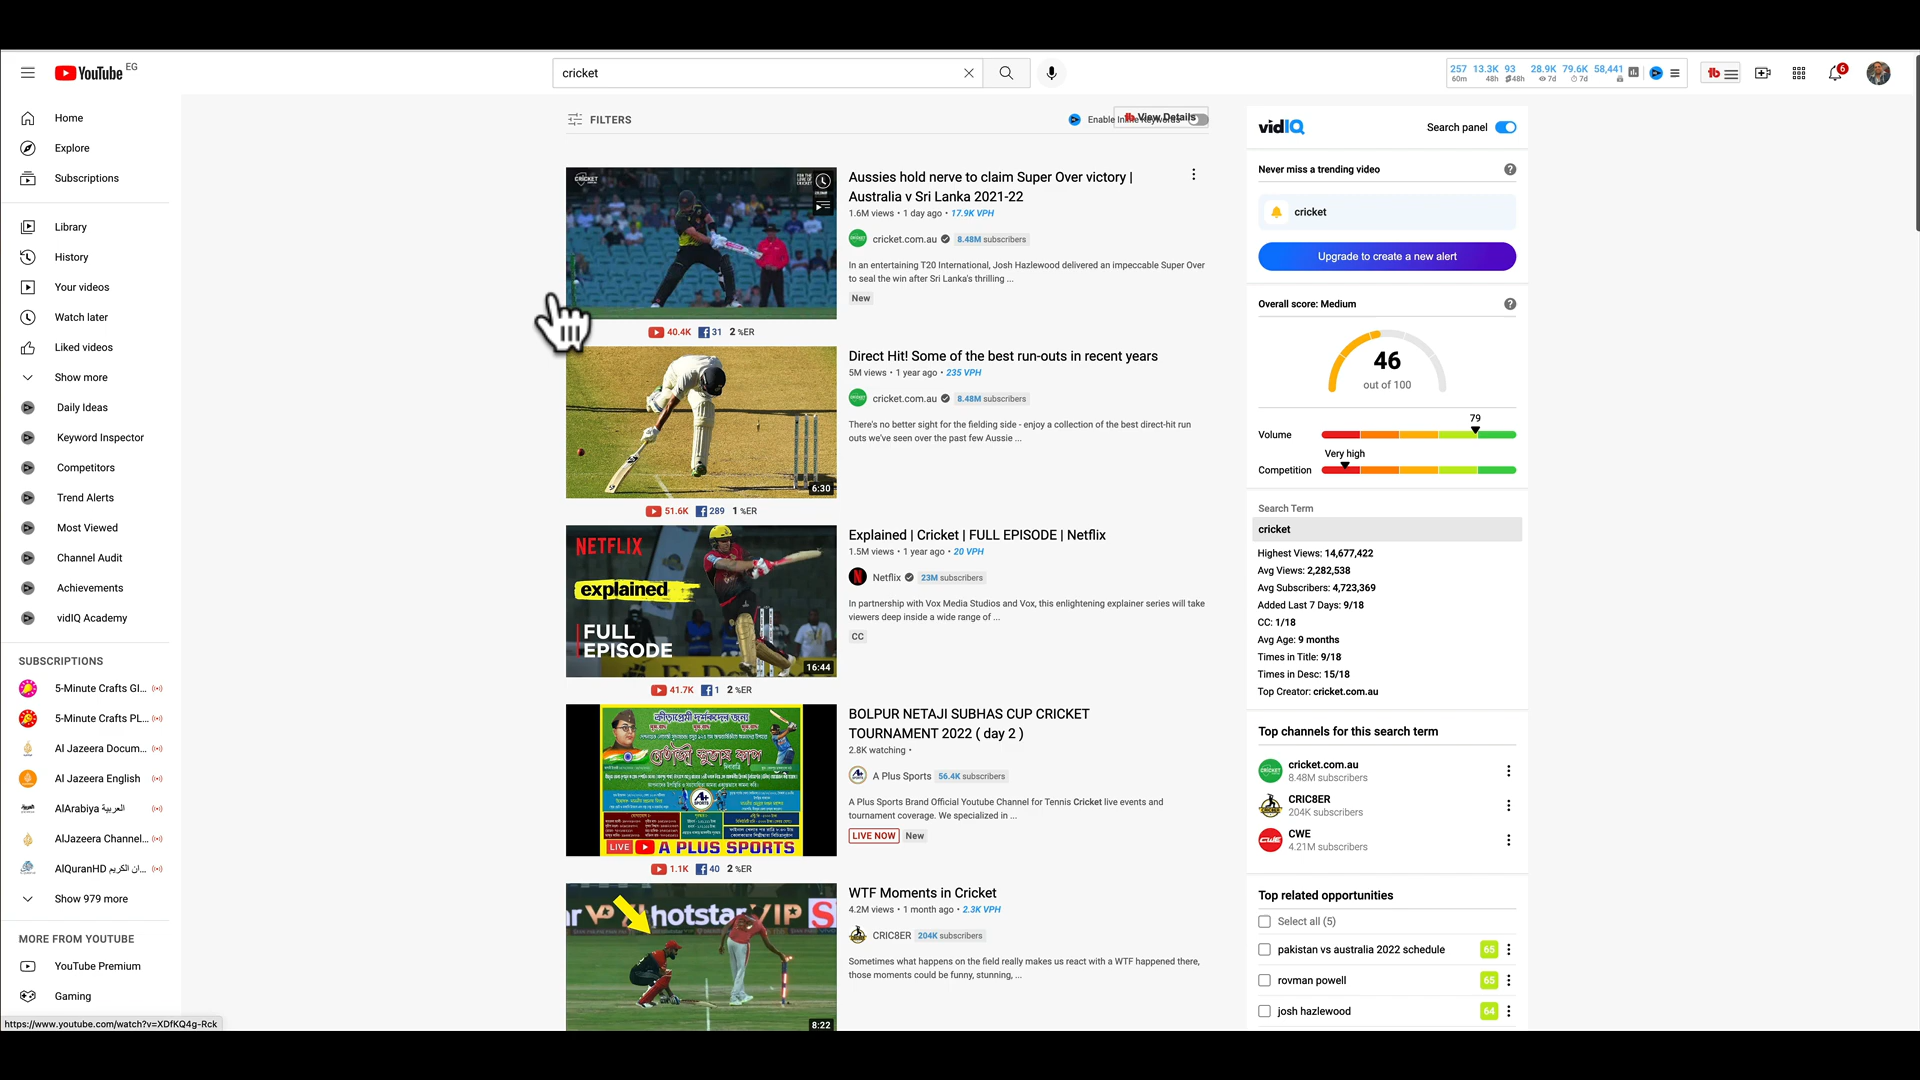 YouTube EG
cricket
257 13.3K 93 28.9K 79.6K 58,441
60m 48h 48h 7d 7d
tb
6
Home
Explore
Subscriptions
Library
History
Your videos
Watch later
Liked videos
Show more
Daily Ideas
Keyword Inspector
Competitors
Trend Alerts
Most Viewed
Channel Audit
Achievements
vidIQ Academy
SUBSCRIPTIONS
5-Minute Crafts GI...
5-Minute Crafts PL...
Al Jazeera Docum...
Al Jazeera English
AlArabiya العربية
AlJazeera Channel...
AlQuranHD ان الكريم...
Show 979 more
MORE FROM YOUTUBE
YouTube Premium
Gaming
https://www.youtube.com/watch?v=XDfKQ4g-Rck
FILTERS
Enable Inline Keywords
View Details
CRICKET
Aussies hold nerve to claim Super Over victory |
Australia v Sri Lanka 2021-22
1.6M views • 1 day ago • 17.9K VPH
cricket.com.au 8.48M subscribers
In an entertaining T20 International, Josh Hazlewood delivered an impeccable Super Over
to seal the win after Sri Lanka's thrilling ...
New
40.4K 31 2 %ER
Direct Hit! Some of the best run-outs in recent years
5M views • 1 year ago • 235 VPH
cricket.com.au 8.48M subscribers
There's no better sight for the fielding side - enjoy a collection of the best direct-hit run
outs we've seen over the past few Aussie ...
6:30
51.6K 289 1 %ER
NETFLIX
explained
FULL
EPISODE
16:44
Explained | Cricket | FULL EPISODE | Netflix
1.5M views • 1 year ago • 20 VPH
Netflix 23M subscribers
In partnership with Vox Media Studios and Vox, this enlightening explainer series will take
viewers deep inside a wide range of ...
CC
41.7K 1 2 %ER
LIVE A PLUS SPORTS
BOLPUR NETAJI SUBHAS CUP CRICKET
TOURNAMENT 2022 ( day 2 )
2.8K watching •
A Plus Sports 56.4K subscribers
A Plus Sports Brand Official Youtube Channel for Tennis Cricket live events and
tournament coverage. We specialized in ...
LIVE NOW New
1.1K 40 2 %ER
hotstar VIP
8:22
WTF Moments in Cricket
4.2M views • 1 month ago • 2.3K VPH
CRIC8ER 204K subscribers
Sometimes what happens on the field really makes us react with a WTF happened there,
those moments could be funny, stunning, ...
vidIQ
Search panel
Never miss a trending video
cricket
Upgrade to create a new alert
Overall score: Medium
46
out of 100
79
Volume
Very high
Competition
Search Term
cricket
Highest Views: 14,677,422
Avg Views: 2,282,538
Avg Subscribers: 4,723,369
Added Last 7 Days: 9/18
CC: 1/18
Avg Age: 9 months
Times in Title: 9/18
Times in Desc: 15/18
Top Creator: cricket.com.au
Top channels for this search term
cricket.com.au
8.48M subscribers
CRIC8ER
204K subscribers
CWE
4.21M subscribers
Top related opportunities
Select all (5)
pakistan vs australia 2022 schedule 65
rovman powell 65
josh hazlewood 64